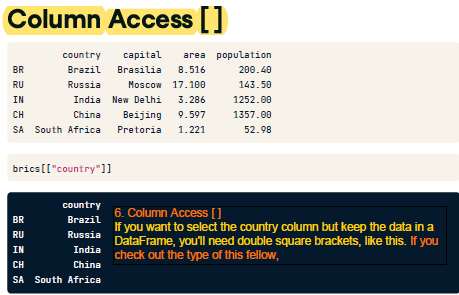 Column Access [ ]
country capital area population
BR Brazil Brasilia 8.516 200.40
RU Russia Moscow 17.100 143.50
IN India New Delhi 3.286 1252.00
CH China Beijing 9.597 1357.00
SA South Africa Pretoria 1.221 52.98
brics[["country"]]
country
BR Brazil
RU Russia
IN India
CH China
SA South Africa
6. Column Access [ ]
If you want to select the country column but keep the data in a
DataFrame, you'll need double square brackets, like this. If you
check out the type of this fellow,